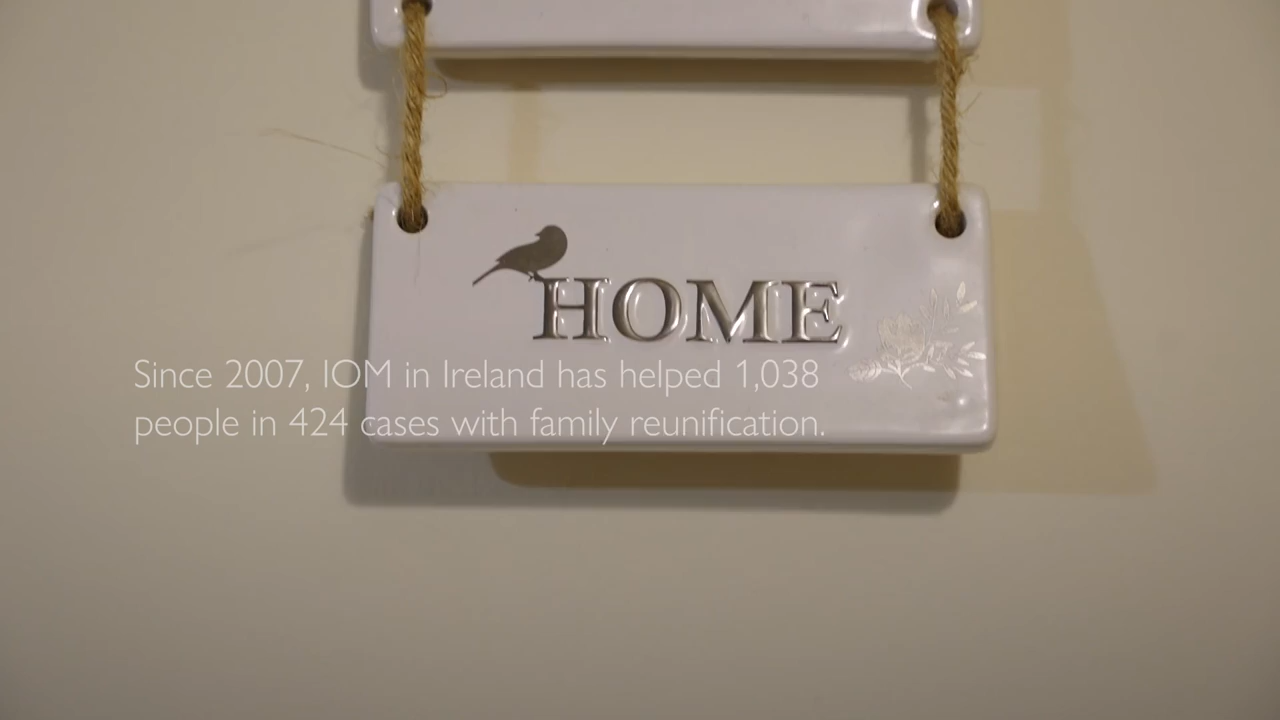 HOME
Since 2007, IOM in Ireland has helped 1,038
people in 424 cases with family reunification.